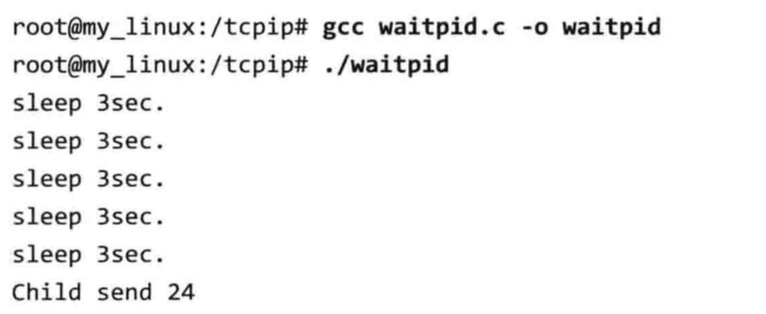 root@my_linux:/tcpip# gcc waitpid.c -o waitpid
root@my_linux:/tcpip# ./waitpid
sleep 3sec.
sleep 3sec.
sleep 3sec.
sleep 3sec.
sleep 3sec.
Child send 24